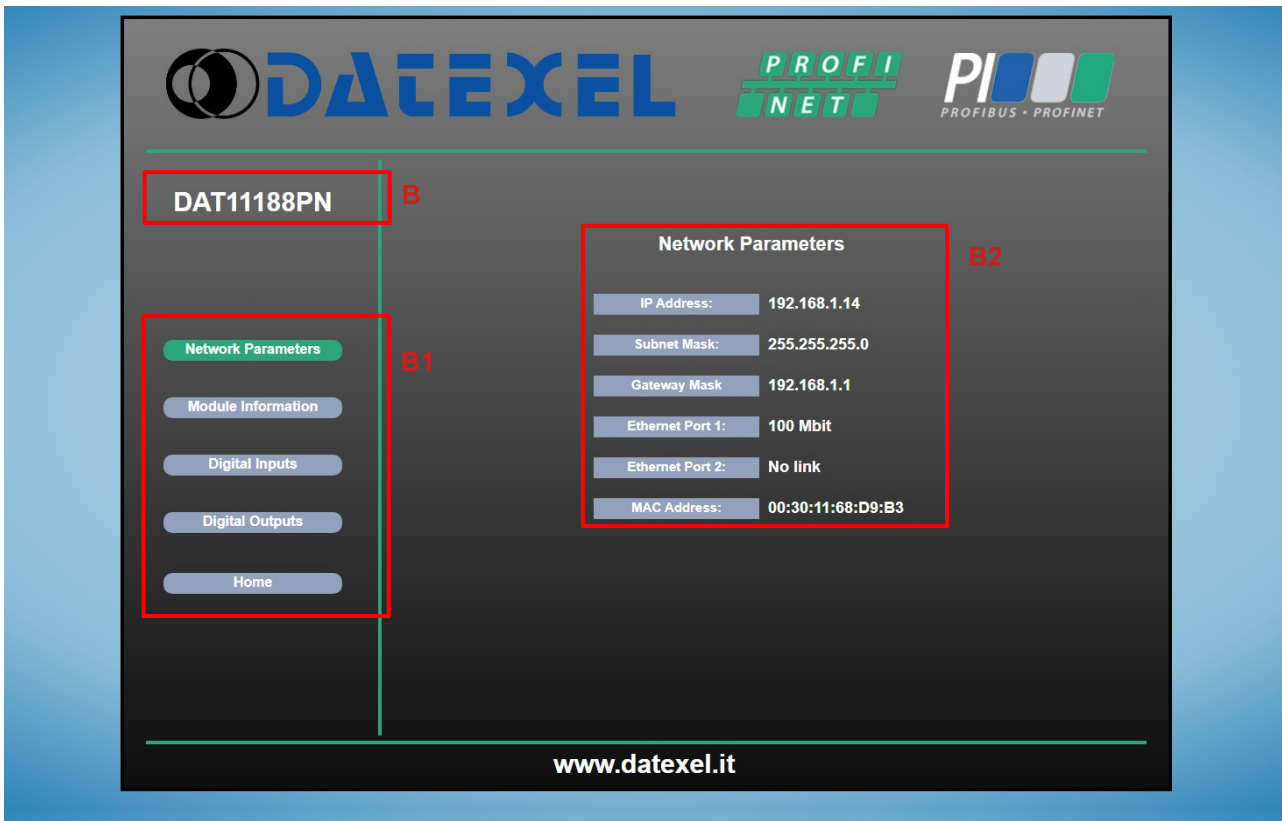 DATEXEL
PROFI
NET
PI
PROFIBUS • PROFINET
DAT11188PN
B
Network Parameters
B2
IP Address: 192.168.1.14
Subnet Mask: 255.255.255.0
Gateway Mask 192.168.1.1
Ethernet Port 1: 100 Mbit
Ethernet Port 2: No link
MAC Address: 00:30:11:68:D9:B3
Network Parameters
B1
Module Information
Digital Inputs
Digital Outputs
Home
www.datexel.it